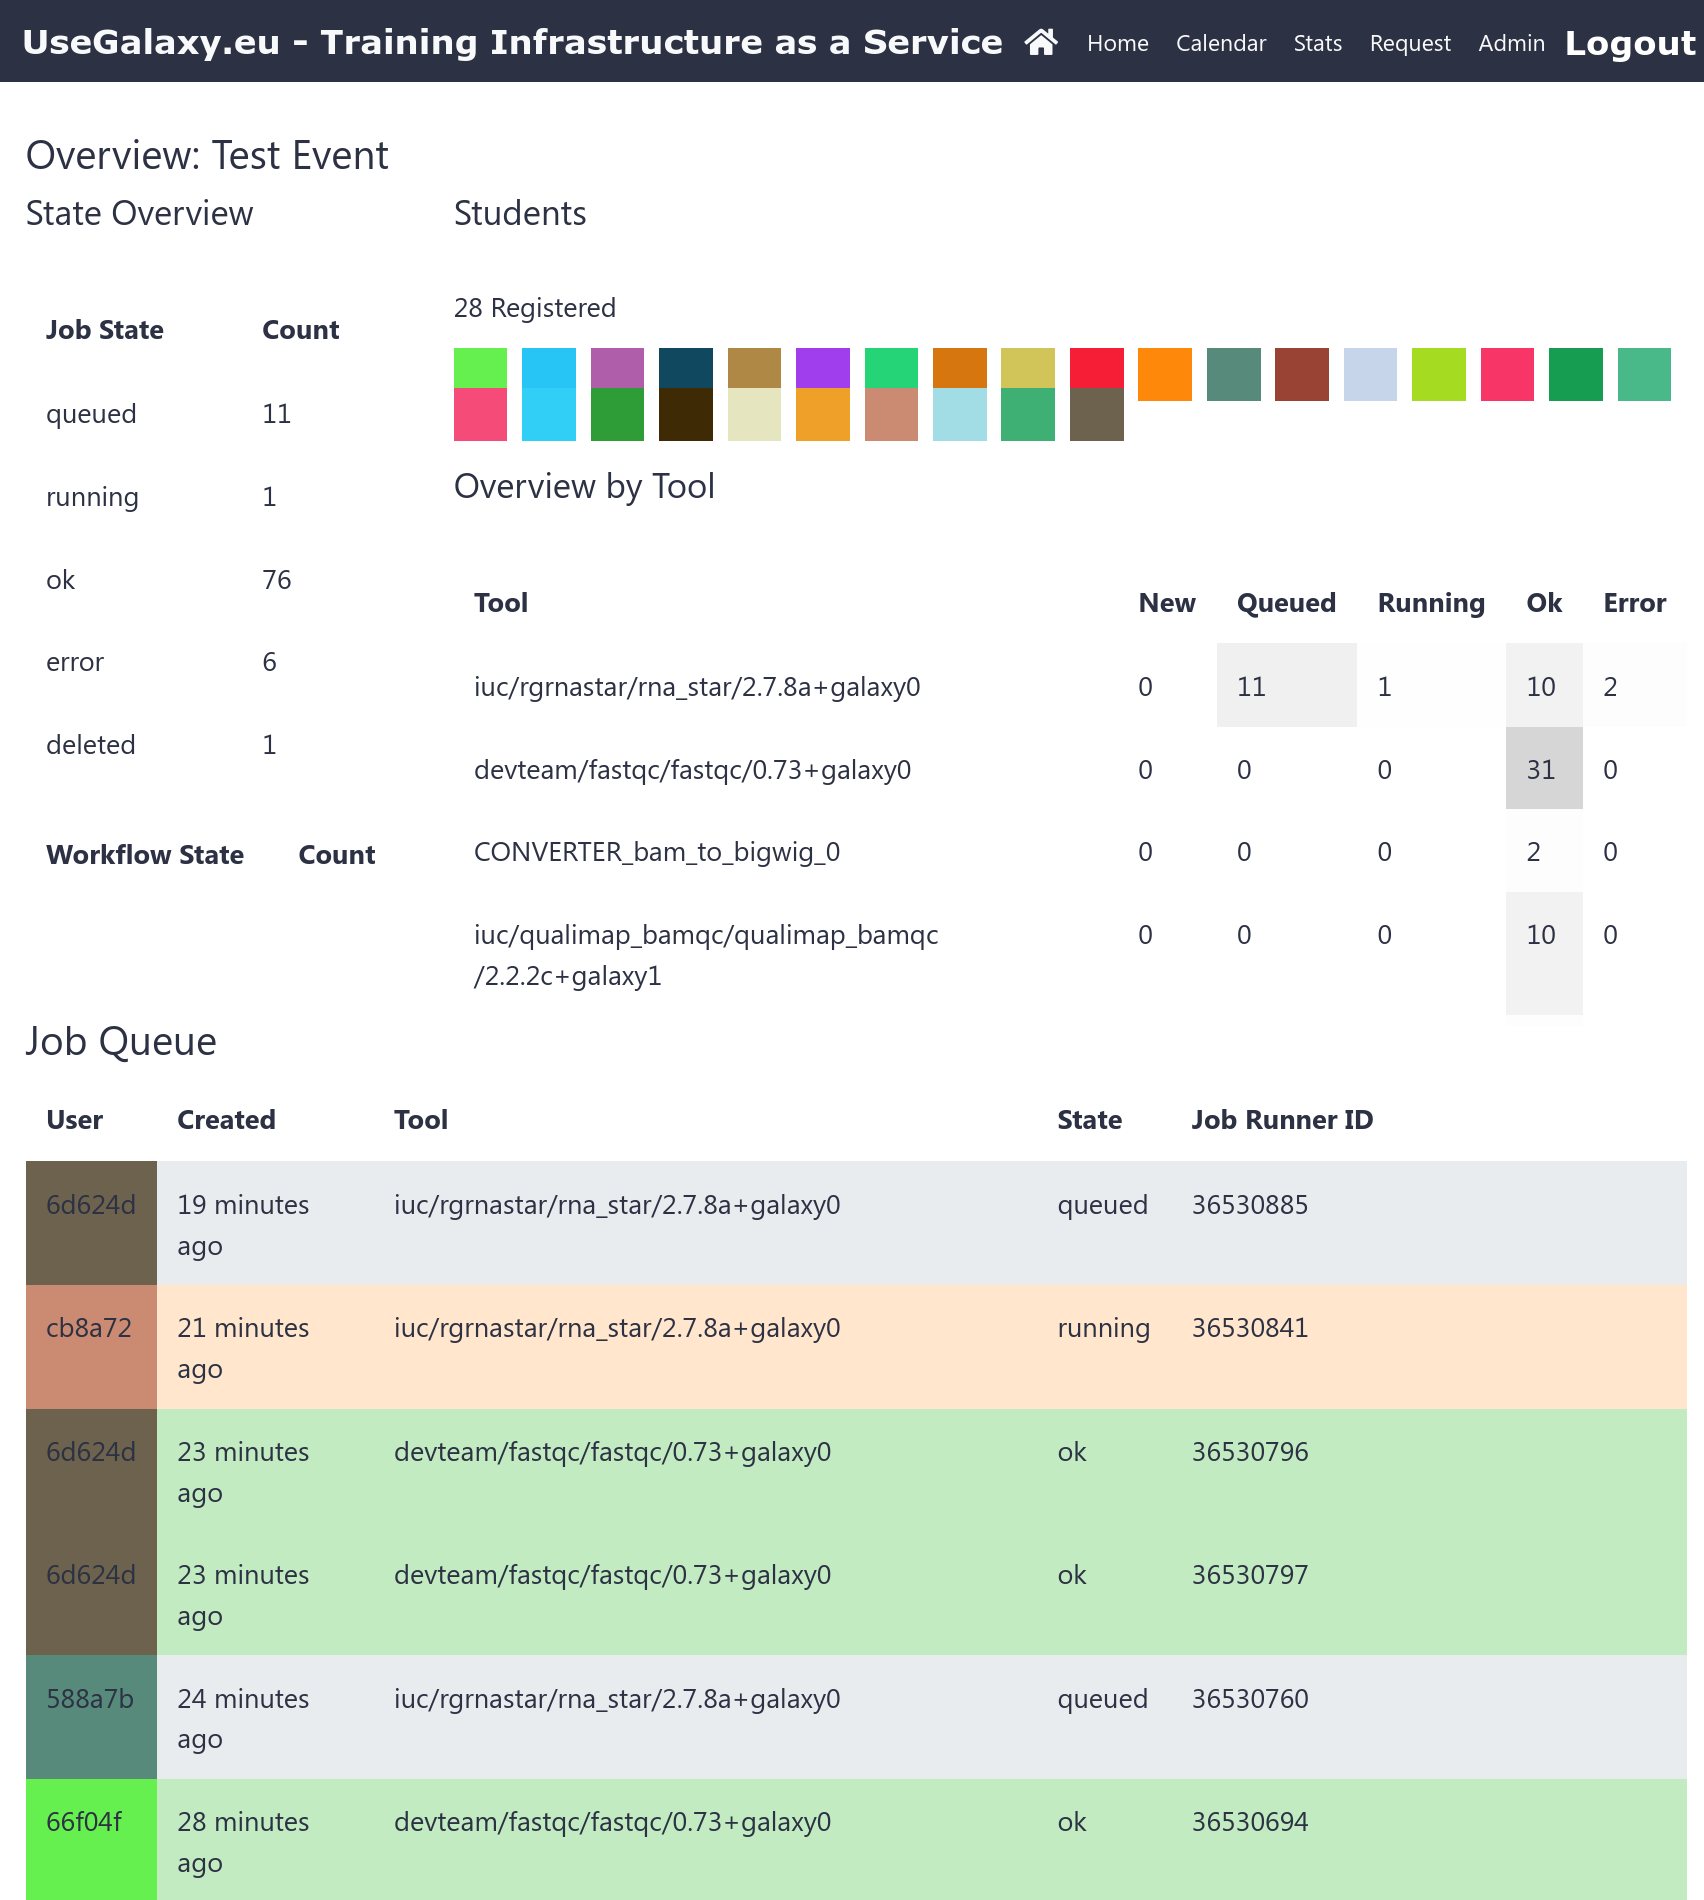 UseGalaxy.eu - Training Infrastructure as a Service Home Calendar Stats Request Admin Logout
Overview: Test Event
State Overview
Job State Count
queued 11
running 1
ok 76
error 6
deleted 1
Workflow State Count
Students
28 Registered
Overview by Tool
Tool New Queued Running Ok Error
iuc/rgrnastar/rna_star/2.7.8a+galaxy0 0 11 1 10 2
devteam/fastqc/fastqc/0.73+galaxy0 0 0 0 31 0
CONVERTER_bam_to_bigwig_0 0 0 0 2 0
iuc/qualimap_bamqc/qualimap_bamqc 0 0 0 10 0
/2.2.2c+galaxy1
Job Queue
User Created Tool State Job Runner ID
6d624d 19 minutes iuc/rgrnastar/rna_star/2.7.8a+galaxy0 queued 36530885
ago
cb8a72 21 minutes iuc/rgrnastar/rna_star/2.7.8a+galaxy0 running 36530841
ago
6d624d 23 minutes devteam/fastqc/fastqc/0.73+galaxy0 ok 36530796
ago
6d624d 23 minutes devteam/fastqc/fastqc/0.73+galaxy0 ok 36530797
ago
588a7b 24 minutes iuc/rgrnastar/rna_star/2.7.8a+galaxy0 queued 36530760
ago
66f04f 28 minutes devteam/fastqc/fastqc/0.73+galaxy0 ok 36530694
ago